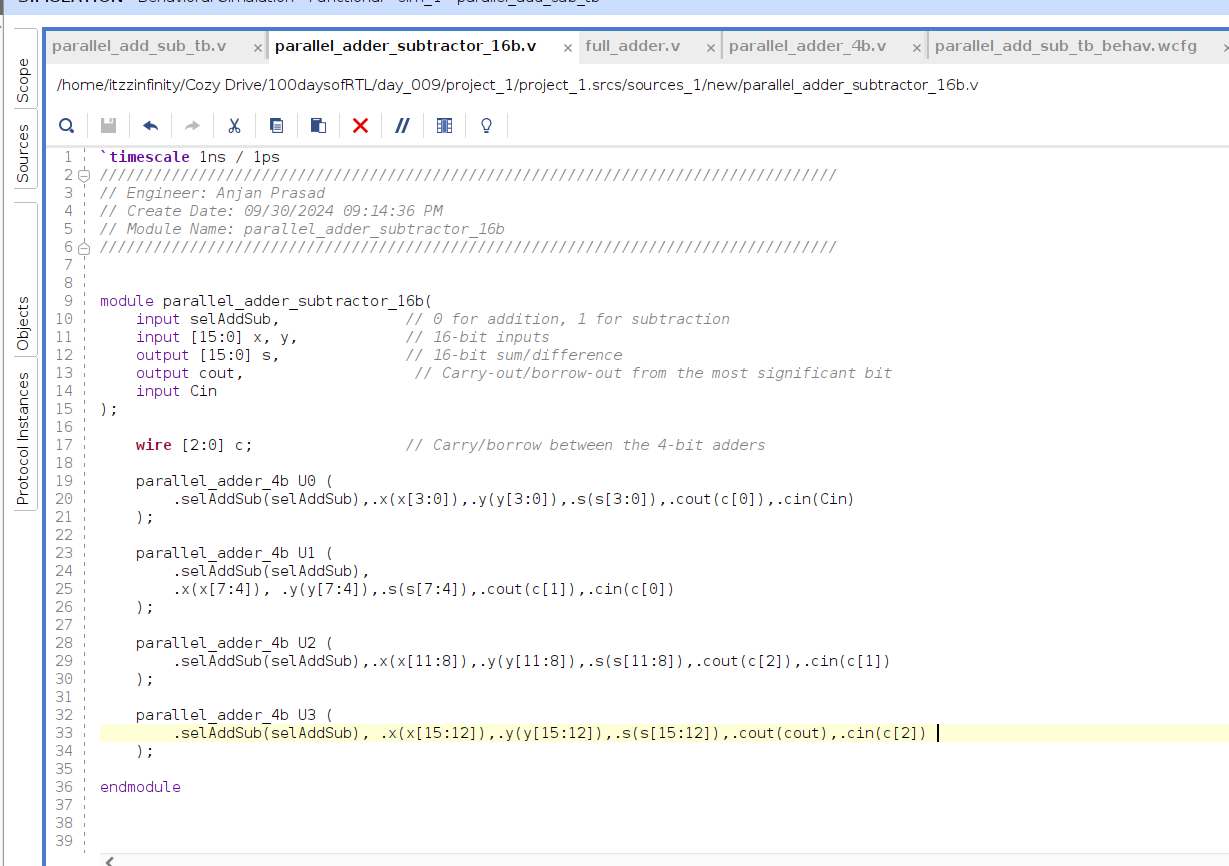 parallel_add_sub_tb.v × parallel_adder_subtractor_16b.v × full_adder.v × parallel_adder_4b.v × parallel_add_sub_tb_behav.wcfg ×
/home/itzzinfinity/Cozy Drive/100daysofRTL/day_009/project_1/project_1.srcs/sources_1/new/parallel_adder_subtractor_16b.v
Scope
Sources
Objects
Protocol Instances
1 `timescale 1ns / 1ps
2 //////////////////////////////////////////////////////////////////////////////////
3 // Engineer: Anjan Prasad
4 // Create Date: 09/30/2024 09:14:36 PM
5 // Module Name: parallel_adder_subtractor_16b
6 //////////////////////////////////////////////////////////////////////////////////
7
8
9 module parallel_adder_subtractor_16b(
10 input selAddSub, // 0 for addition, 1 for subtraction
11 input [15:0] x, y, // 16-bit inputs
12 output [15:0] s, // 16-bit sum/difference
13 output cout, // Carry-out/borrow-out from the most significant bit
14 input Cin
15 );
16
17 wire [2:0] c; // Carry/borrow between the 4-bit adders
18
19 parallel_adder_4b U0 (
20 .selAddSub(selAddSub),.x(x[3:0]),.y(y[3:0]),.s(s[3:0]),.cout(c[0]),.cin(Cin)
21 );
22
23 parallel_adder_4b U1 (
24 .selAddSub(selAddSub),
25 .x(x[7:4]), .y(y[7:4]),.s(s[7:4]),.cout(c[1]),.cin(c[0])
26 );
27
28 parallel_adder_4b U2 (
29 .selAddSub(selAddSub),.x(x[11:8]),.y(y[11:8]),.s(s[11:8]),.cout(c[2]),.cin(c[1])
30 );
31
32 parallel_adder_4b U3 (
33 .selAddSub(selAddSub), .x(x[15:12]),.y(y[15:12]),.s(s[15:12]),.cout(cout),.cin(c[2])
34 );
35
36 endmodule
37
38
39